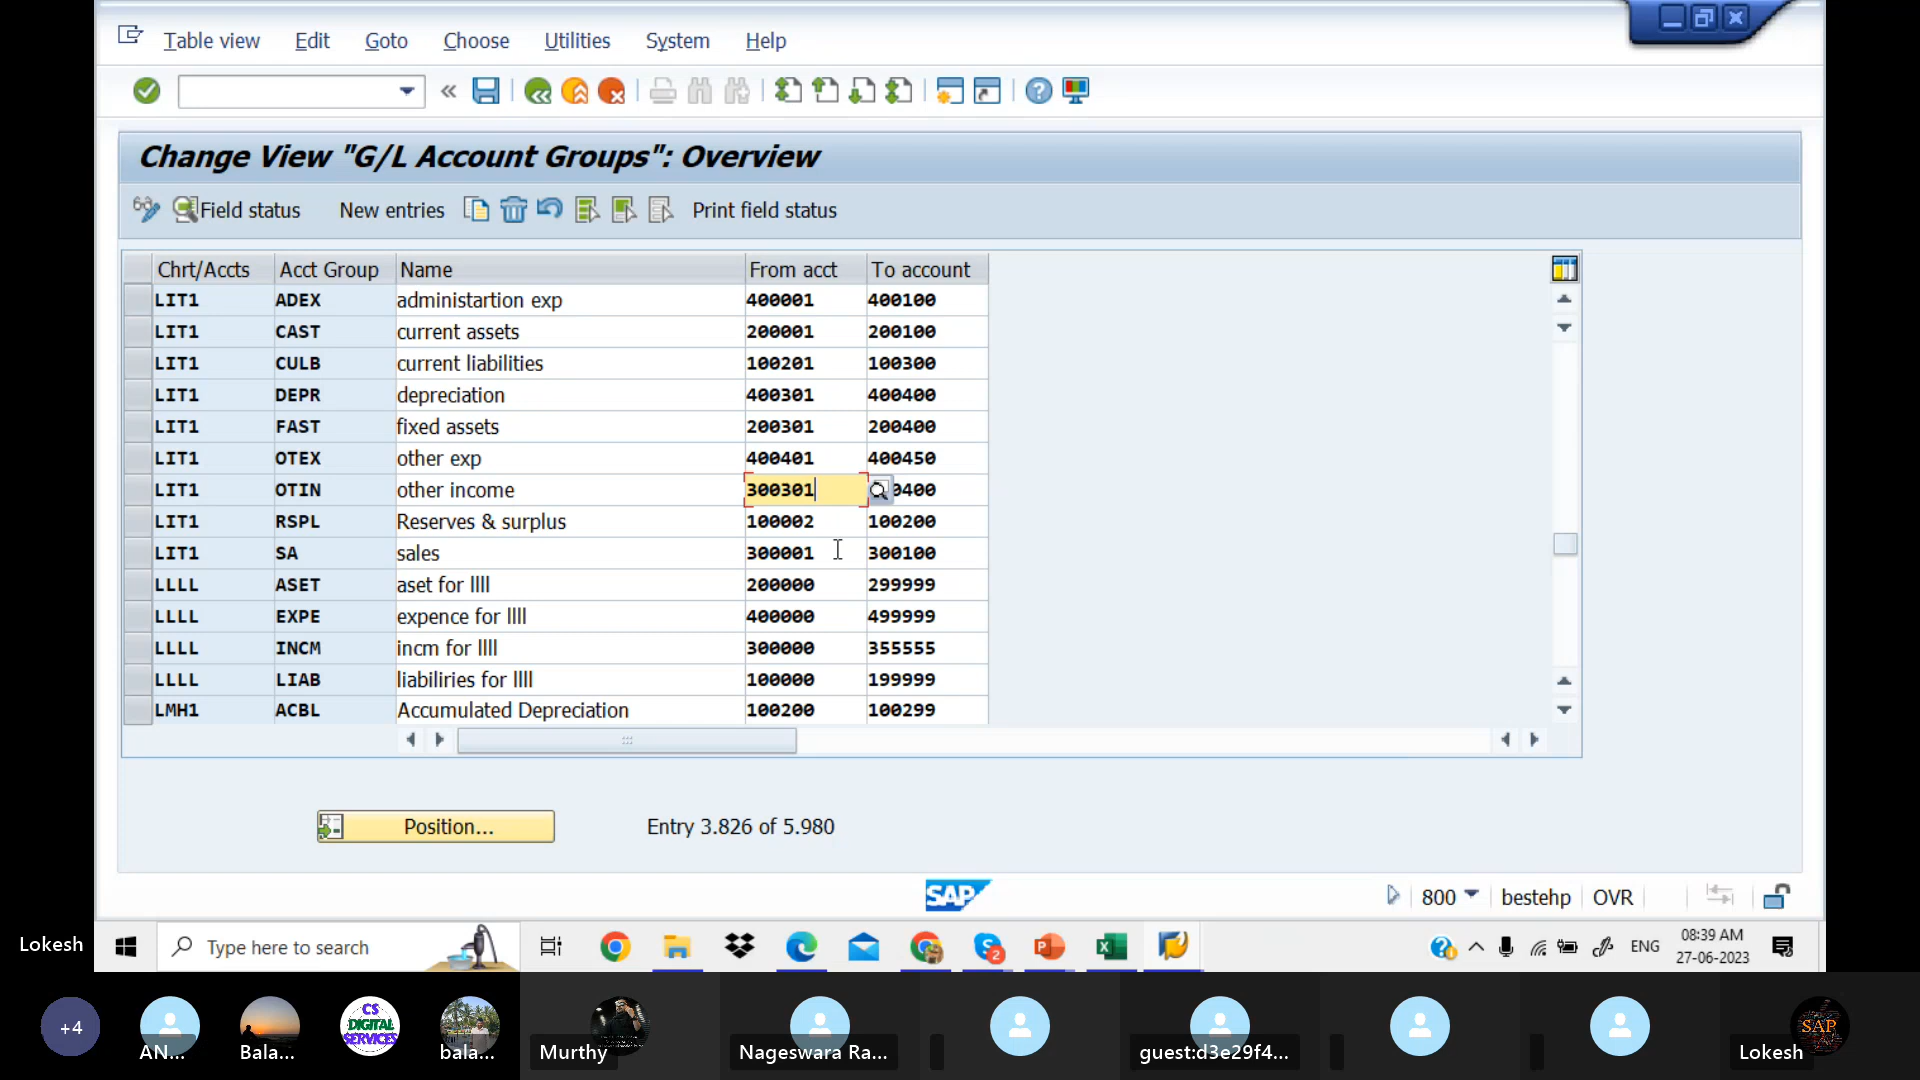 Table view Edit Goto Choose Utilities System Help
Change View "G/L Account Groups": Overview
Field status New entries Print field status
Chrt/Accts Acct Group Name From acct To account
LIT1 ADEX administartion exp 400001 400100
LIT1 CAST current assets 200001 200100
LIT1 CULB current liabilities 100201 100300
LIT1 DEPR depreciation 400301 400400
LIT1 FAST fixed assets 200301 200400
LIT1 OTEX other exp 400401 400450
LIT1 OTIN other income 300301 0400
LIT1 RSPL Reserves & surplus 100002 100200
LIT1 SA sales 300001 300100
LLLL ASET aset for llll 200000 299999
LLLL EXPE expence for llll 400000 499999
LLLL INCM incm for llll 300000 355555
LLLL LIAB liabiliries for llll 100000 199999
LMH1 ACBL Accumulated Depreciation 100200 100299
Position... Entry 3.826 of 5.980
SAP 800 bestehp OVR
Lokesh Type here to search 2 ENG 08:39 AM
27-06-2023
+4 AN... Bala... CS DIGITAL SERVICES bala... Murthy Nageswara Ra... guest:d3e29f4... SAP Lokesh